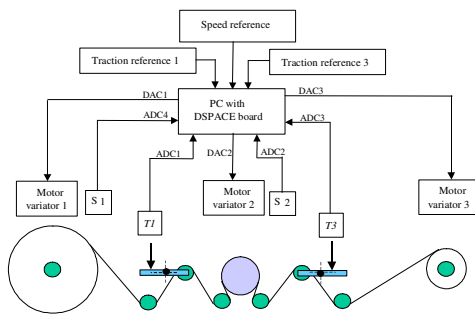 Speed reference
Traction reference 1
Traction reference 3
DAC1
DAC3
PC with
DSPACE board
ADC4
ADC3
ADC1
DAC2
ADC2
Motor
variator 1
S 1
Motor
variator 2
S 2
Motor
variator 3
T1
T3